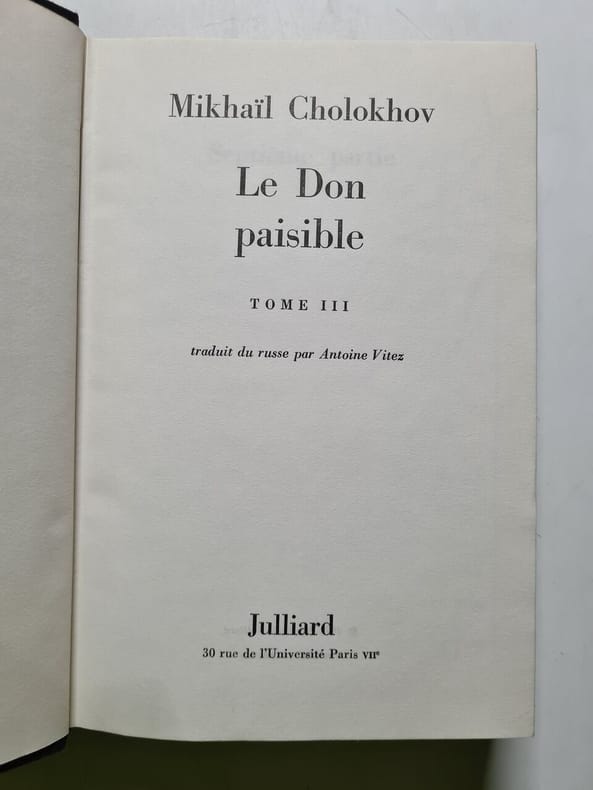 Mikhaïl Cholokhov
Le Don
paisible
TOME III
traduit du russe par Antoine Vitez
Julliard
30 rue de l'Université Paris VIIe